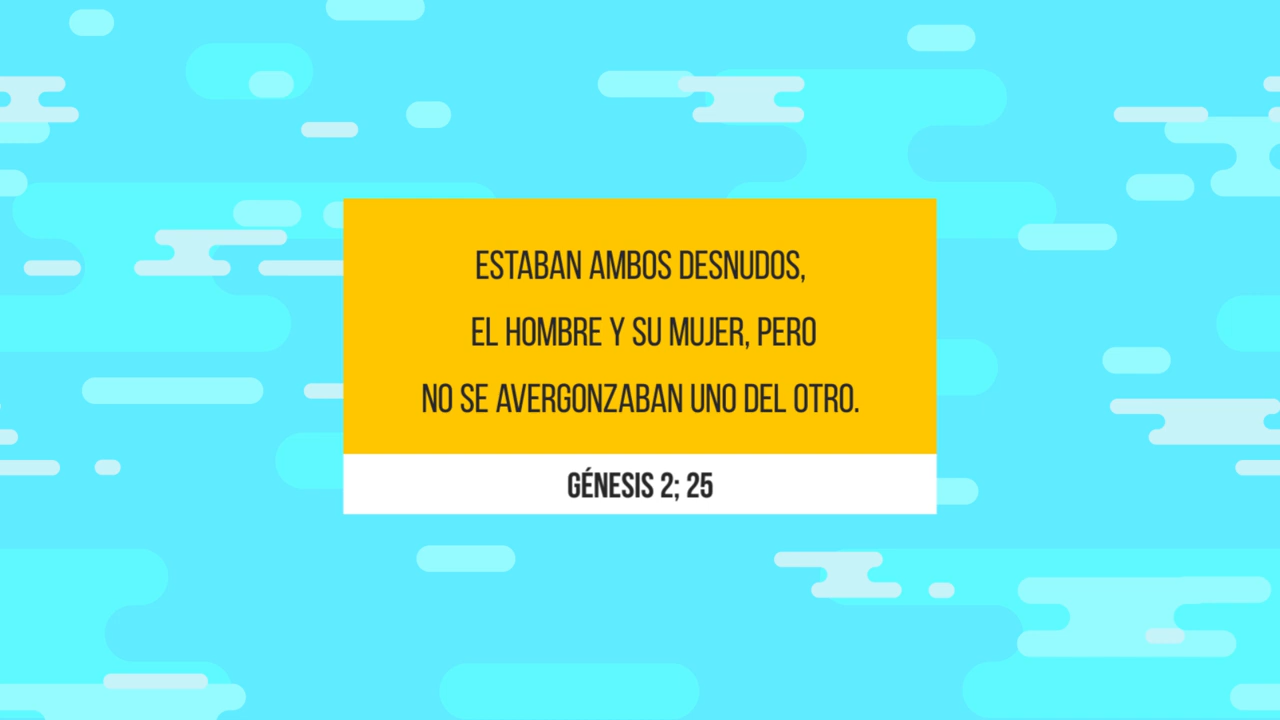 ESTABAN AMBOS DESNUDOS,
EL HOMBRE Y SU MUJER, PERO
NO SE AVERGONZABAN UNO DEL OTRO.
GÉNESIS 2; 25